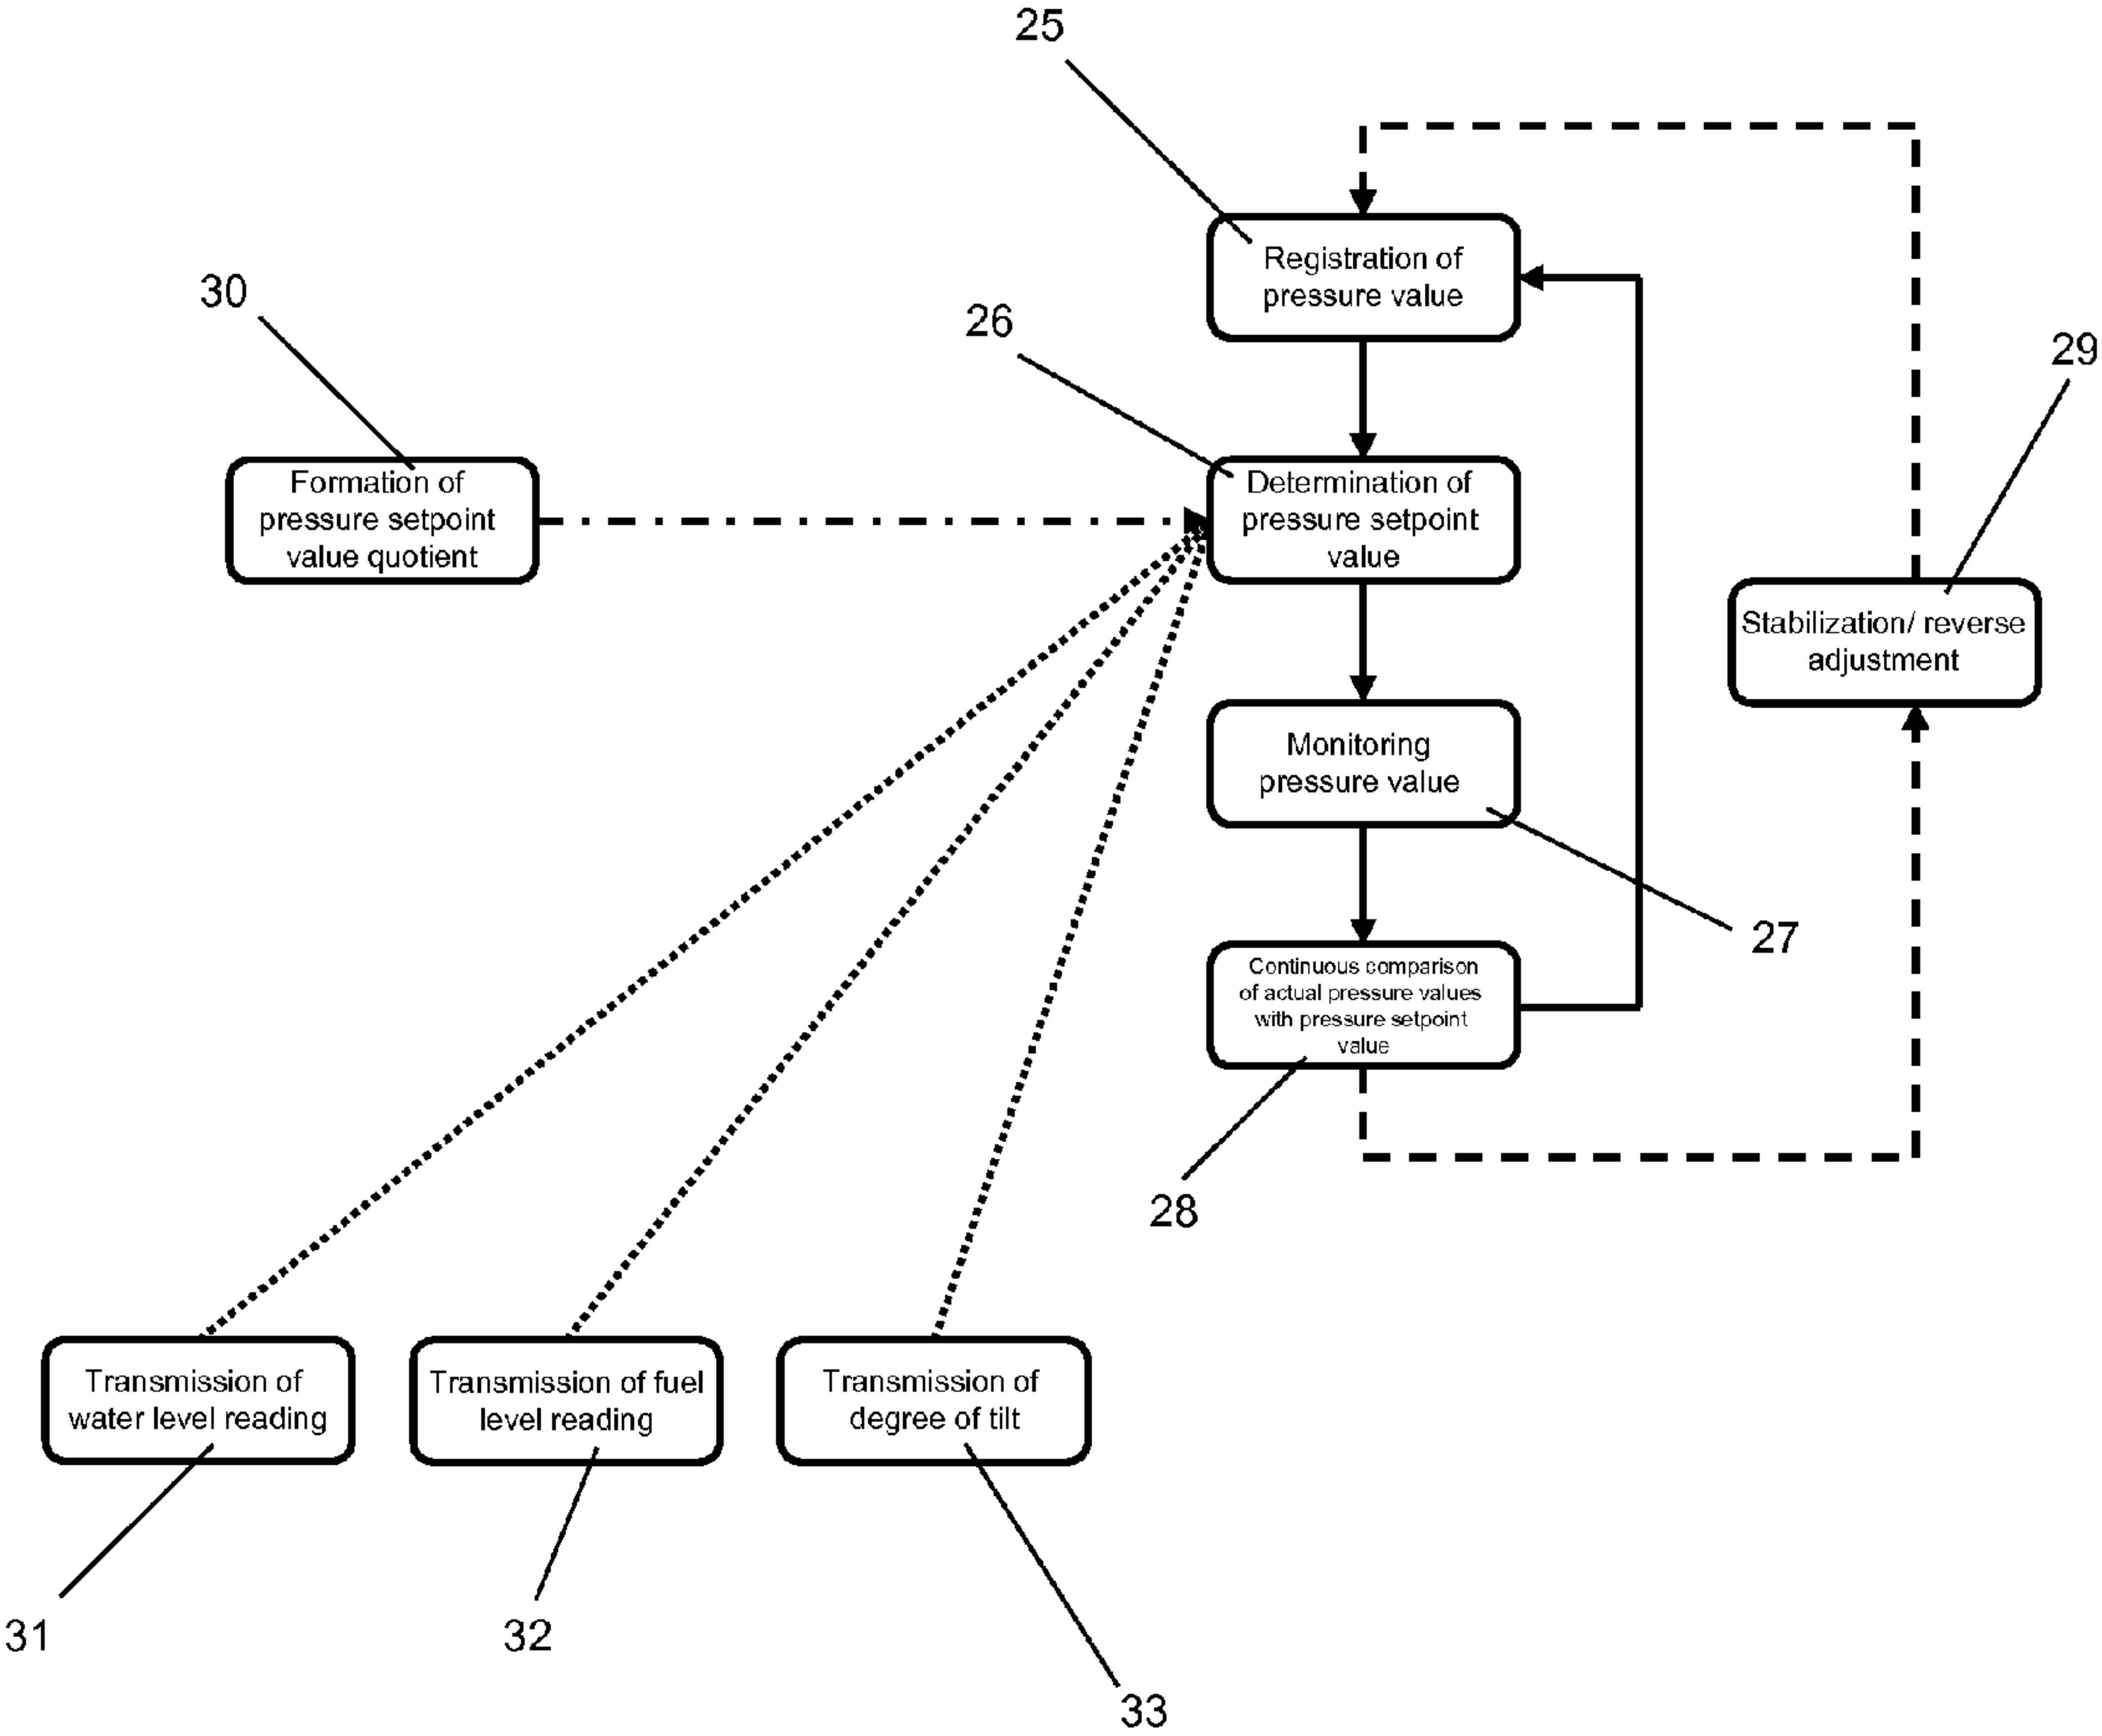 25
Registration of
pressure value
30
26
29
Formation of
pressure setpoint
value quotient
Determination of
pressure setpoint
value
Stabilization/ reverse
adjustment
Monitoring
pressure value
27
Continuous comparison
of actual pressure values
with pressure setpoint
value
28
Transmission of
water level reading
Transmission of fuel
level reading
Transmission of
degree of tilt
31
32
33